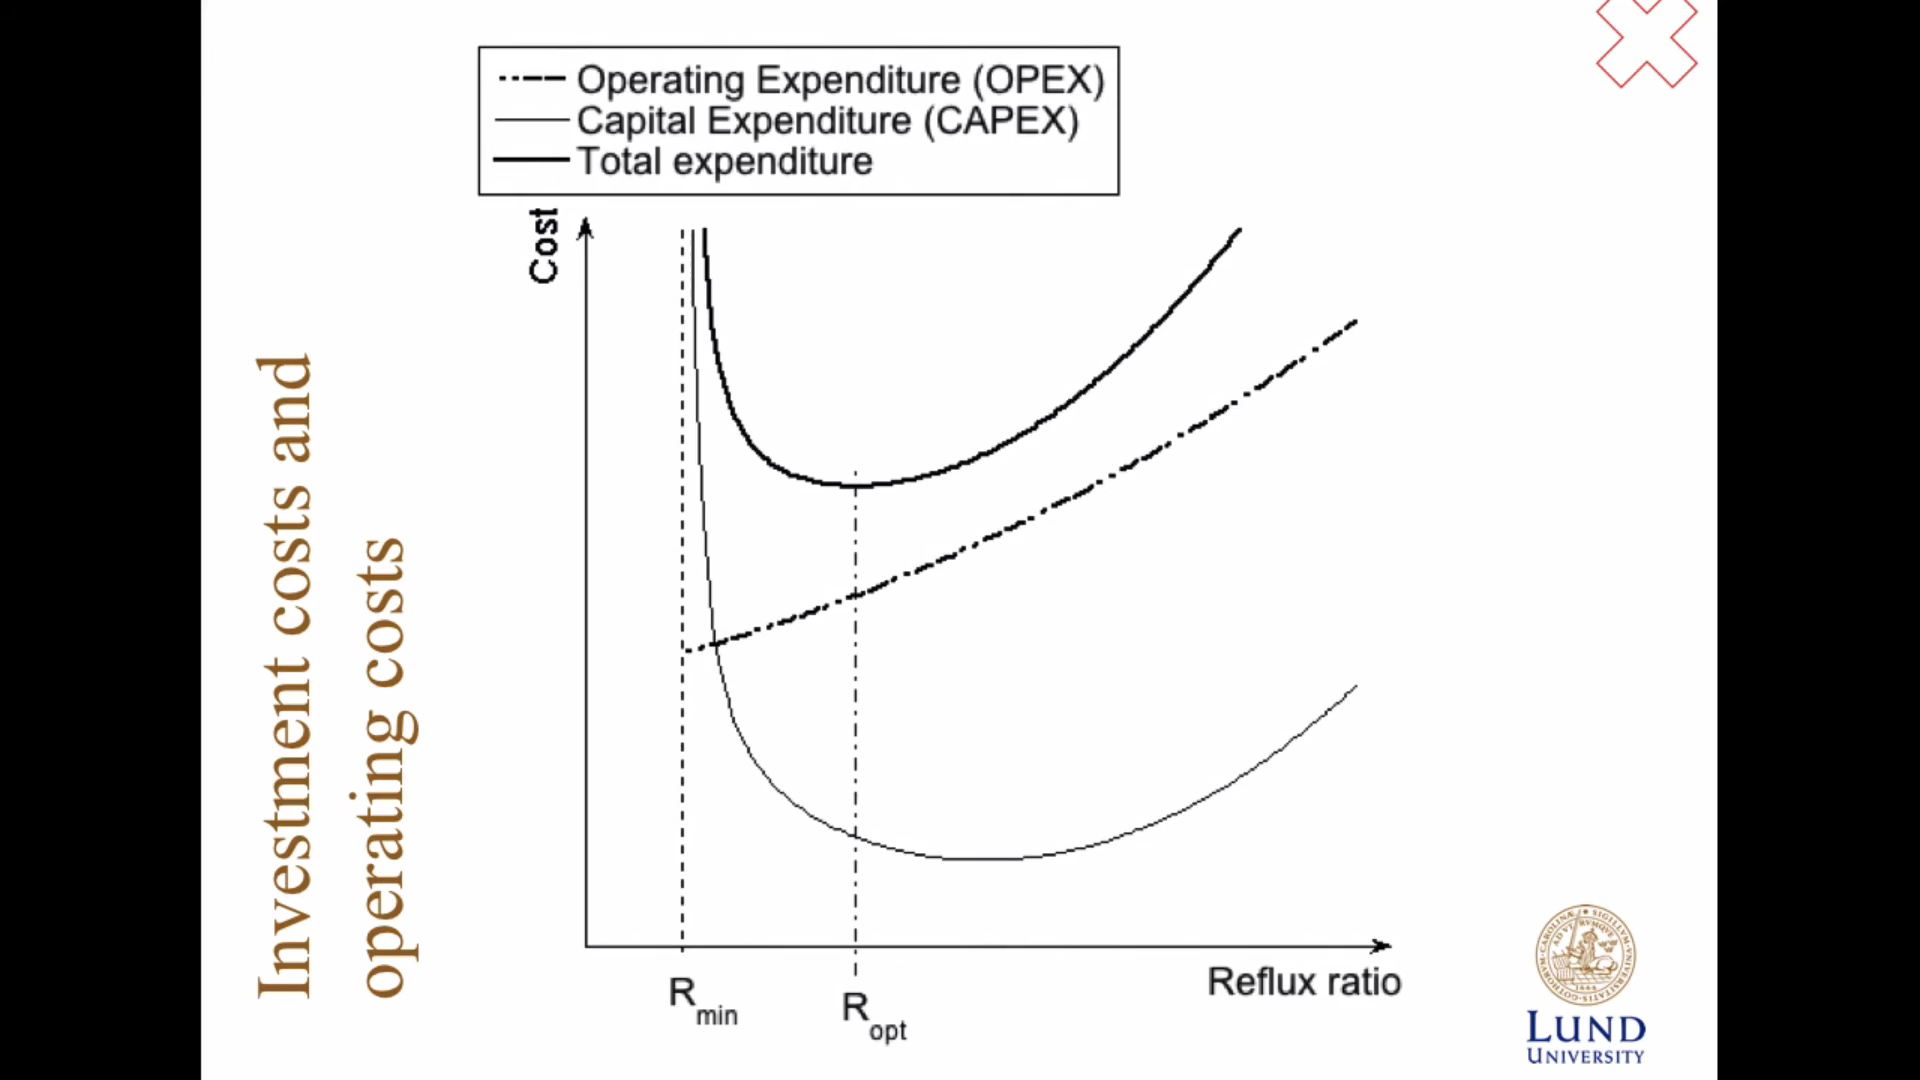 Investment costs and
operating costs
Operating Expenditure (OPEX)
Capital Expenditure (CAPEX)
Total expenditure
Cost
Reflux ratio
R min
R opt
LUND
UNIVERSITY